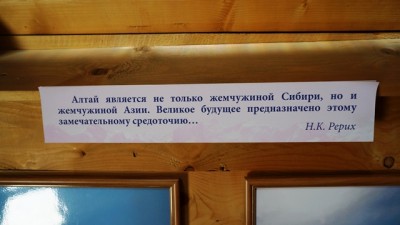 Алтай является не только жемчужиной Сибири, но и
жемчужиной Азии. Великое будущее предназначено этому
замечательному средоточию...
Н.К. Рерих